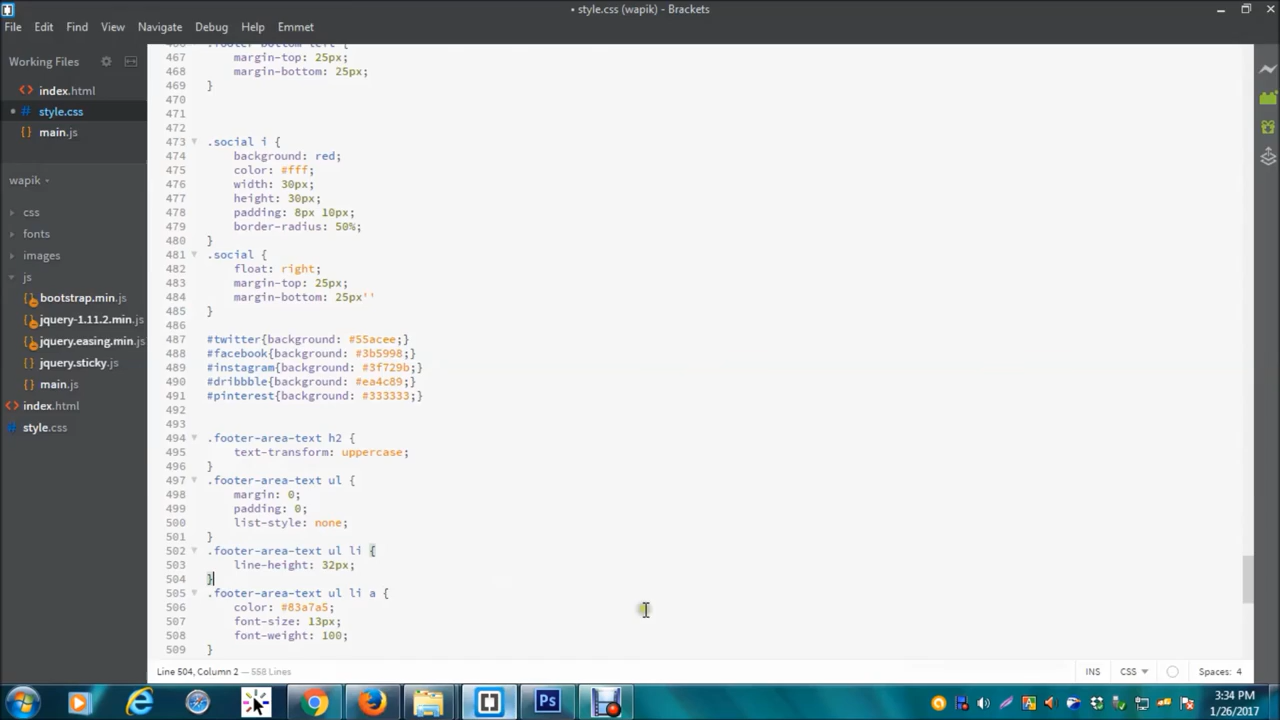 style.css (wapik) - Brackets
File Edit Find View Navigate Debug Help Emmet
Working Files
index.html
style.css
main.js
wapik
css
fonts
images
js
bootstrap.min.js
jquery-1.11.2.min.js
jquery.easing.min.js
jquery.sticky.js
main.js
index.html
style.css
467 margin-top: 25px;
468 margin-bottom: 25px;
469 }
470
471
472
473 .social i {
474 background: red;
475 color: #fff;
476 width: 30px;
477 height: 30px;
478 padding: 8px 10px;
479 border-radius: 50%;
480 }
481 .social {
482 float: right;
483 margin-top: 25px;
484 margin-bottom: 25px''
485 }
486
487 #twitter{background: #55acee;}
488 #facebook{background: #3b5998;}
489 #instagram{background: #3f729b;}
490 #dribbble{background: #ea4c89;}
491 #pinterest{background: #333333;}
492
493
494 .footer-area-text h2 {
495 text-transform: uppercase;
496 }
497 .footer-area-text ul {
498 margin: 0;
499 padding: 0;
500 list-style: none;
501 }
502 .footer-area-text ul li {
503 line-height: 32px;
504 }
505 .footer-area-text ul li a {
506 color: #83a7a5;
507 font-size: 13px;
508 font-weight: 100;
509 }
Line 504, Column 2 — 558 Lines
INS CSS Spaces: 4
Ps
3:34 PM
1/26/2017